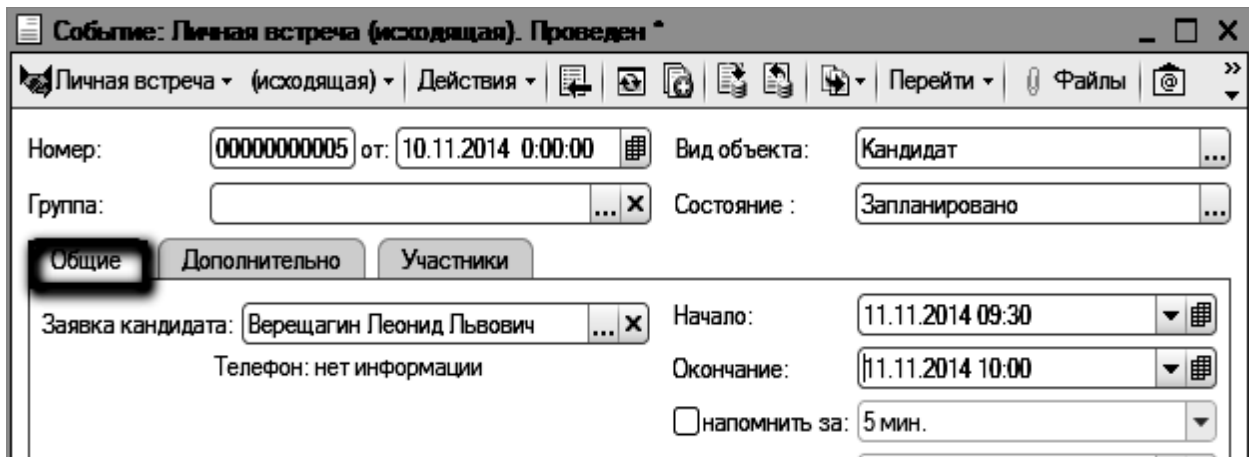 Событие: Личная встреча (исходящая). Проведен *
Личная встреча (исходящая) Действия Перейти Файлы
Номер: 00000000005 от: 10.11.2014 0:00:00 Вид объекта: Кандидат
Группа: Состояние : Запланировано
Общие Дополнительно Участники
Заявка кандидата: Верещагин Леонид Львович Начало: 11.11.2014 09:30
Телефон: нет информации Окончание: 11.11.2014 10:00
напомнить за: 5 мин.